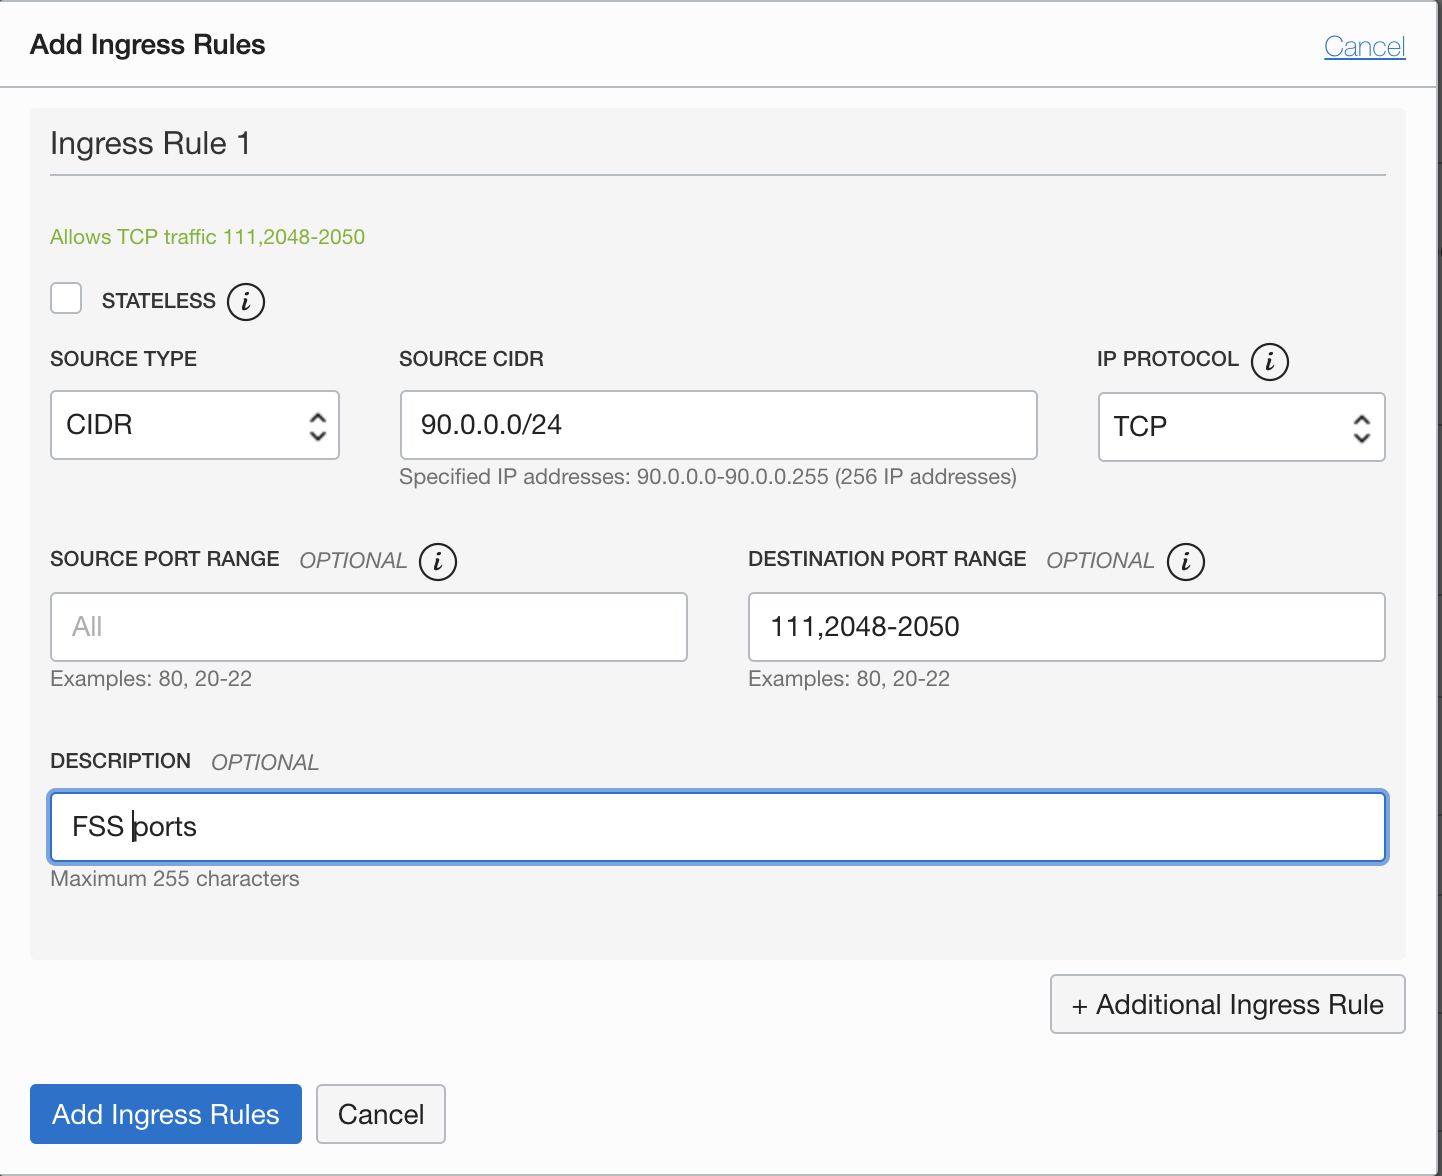 Add Ingress Rules
Cancel
Ingress Rule 1
Allows TCP traffic 111,2048-2050
STATELESS i
SOURCE TYPE
SOURCE CIDR
IP PROTOCOL i
CIDR
90.0.0.0/24
TCP
Specified IP addresses: 90.0.0.0-90.0.0.255 (256 IP addresses)
SOURCE PORT RANGE OPTIONAL i
DESTINATION PORT RANGE OPTIONAL i
All
111,2048-2050
Examples: 80, 20-22
Examples: 80, 20-22
DESCRIPTION OPTIONAL
FSS ports
Maximum 255 characters
+ Additional Ingress Rule
Add Ingress Rules
Cancel